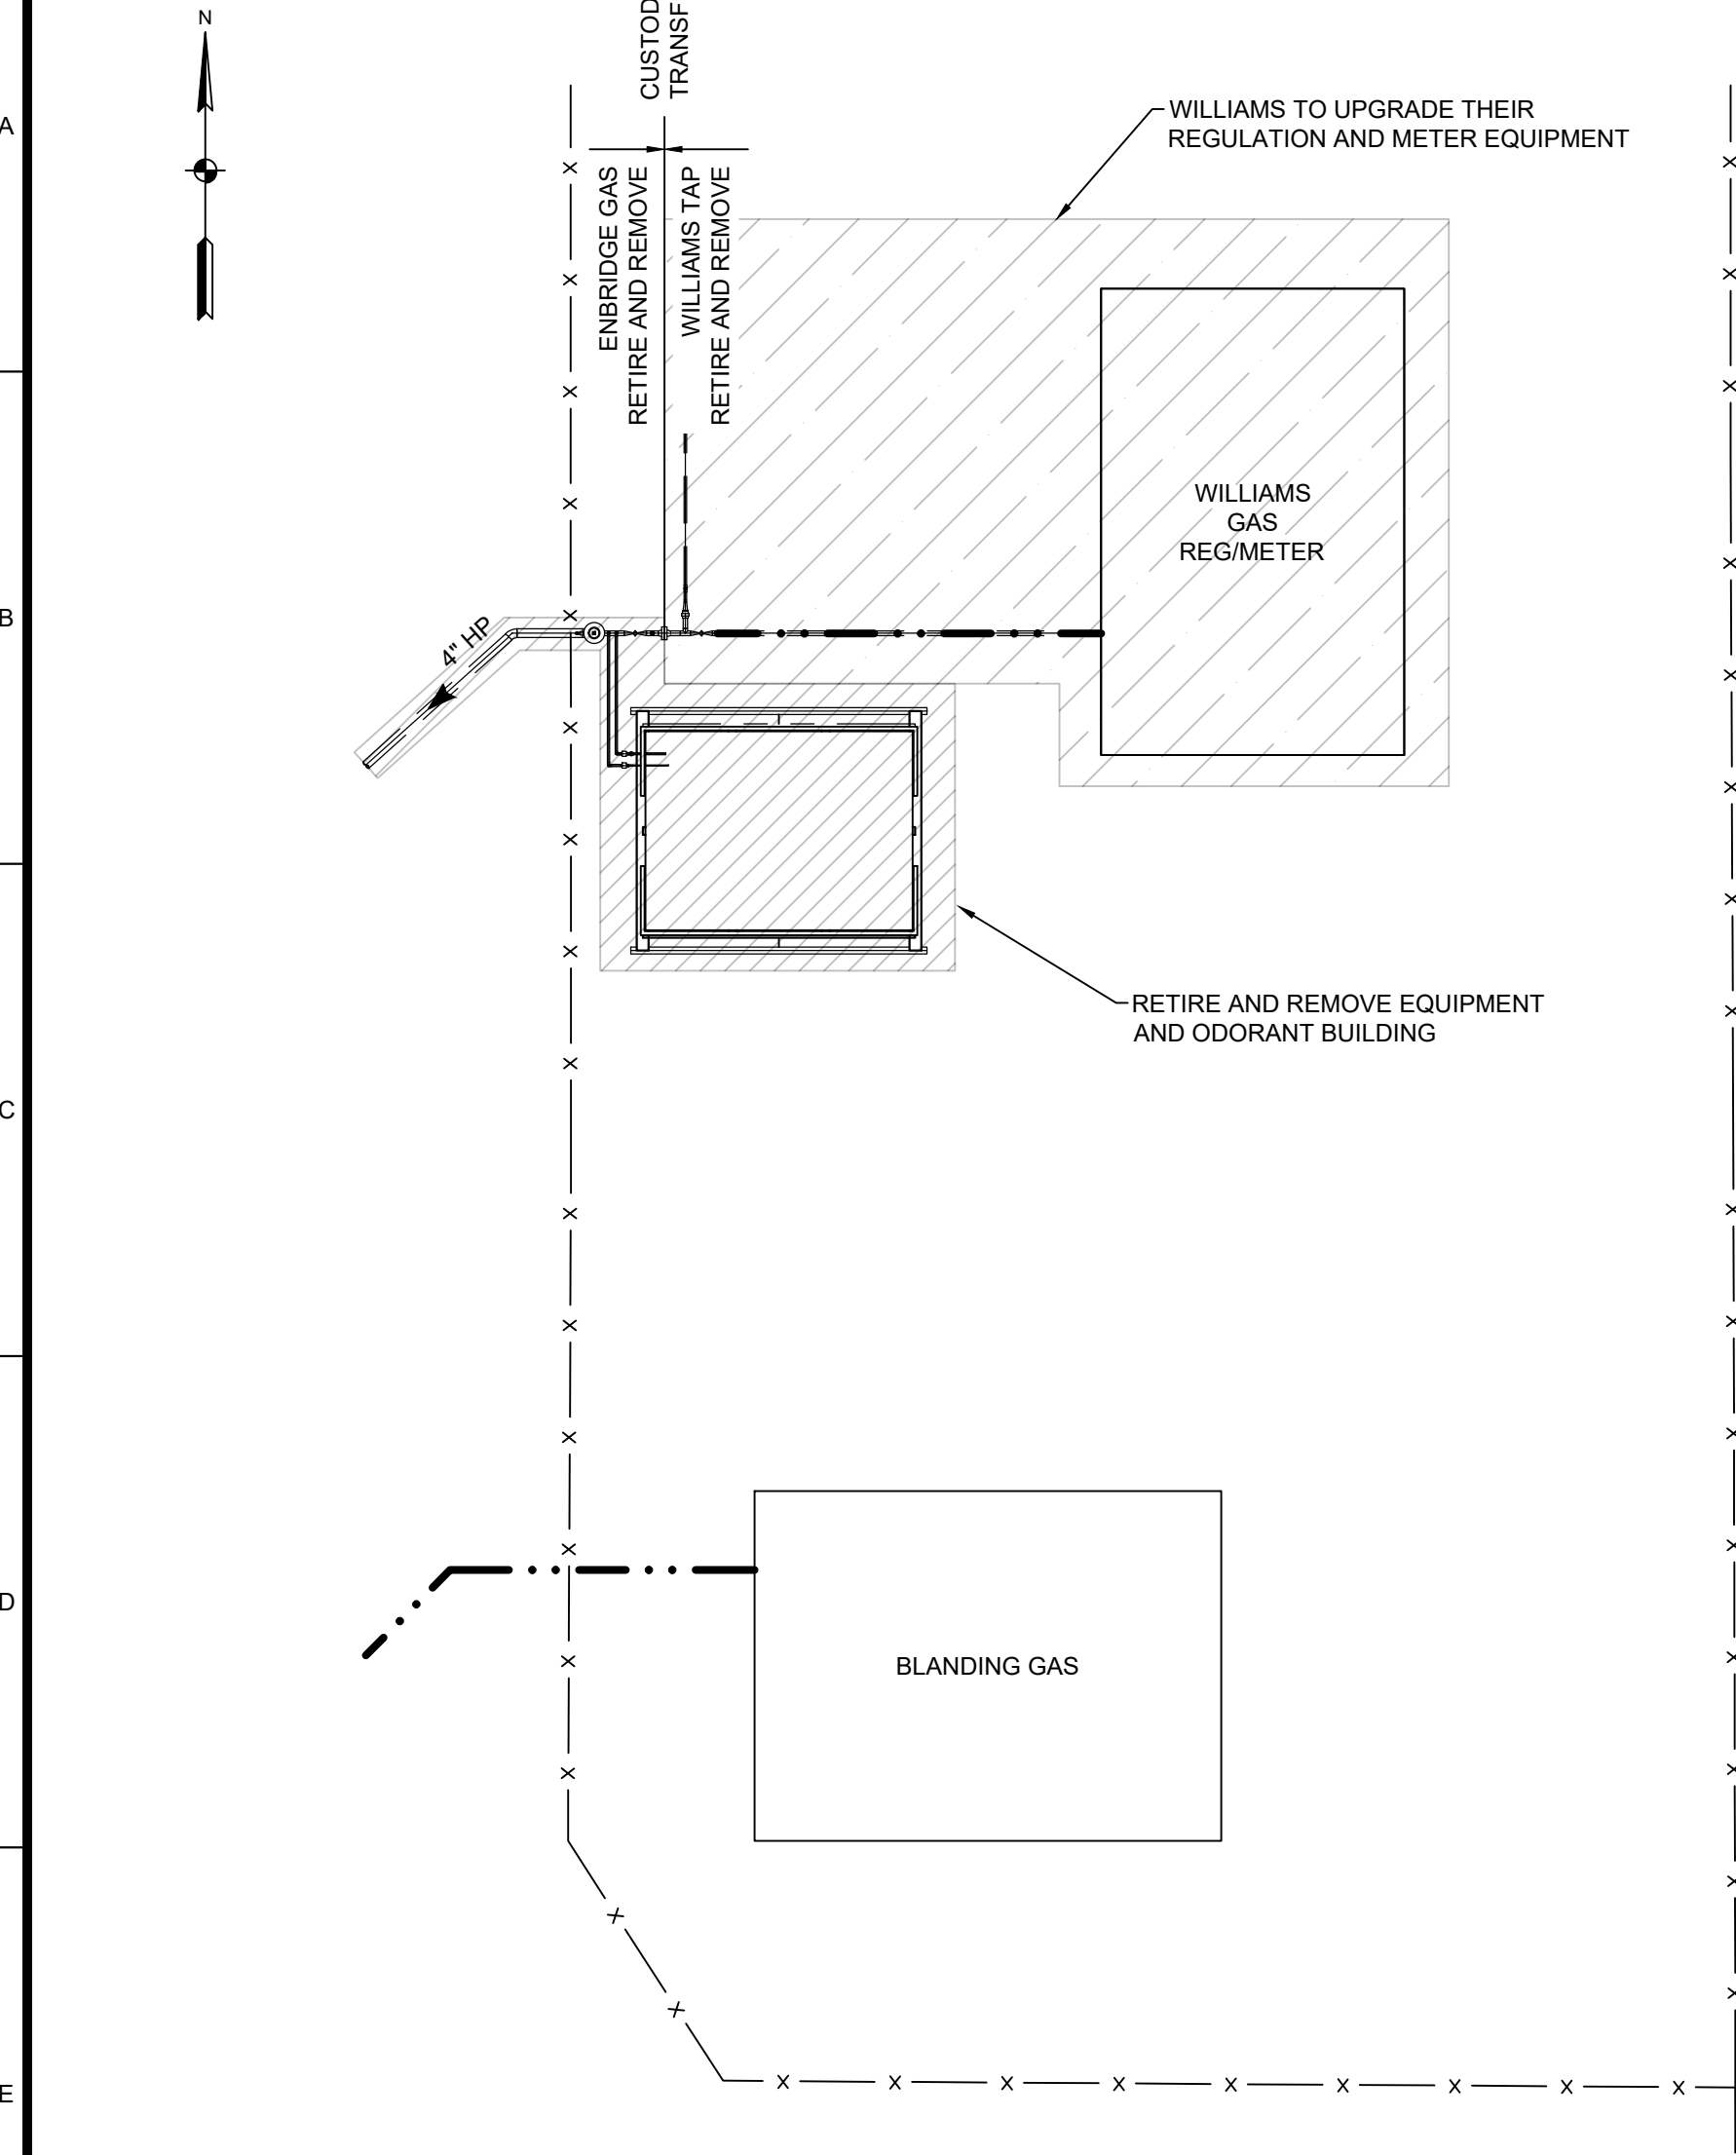 N
CUSTOD
TRANSF
WILLIAMS TO UPGRADE THEIR
REGULATION AND METER EQUIPMENT
A
ENBRIDGE GAS
RETIRE AND REMOVE
WILLIAMS TAP
RETIRE AND REMOVE
WILLIAMS
GAS
REG/METER
B
4" HP
RETIRE AND REMOVE EQUIPMENT
AND ODORANT BUILDING
C
D
BLANDING GAS
E